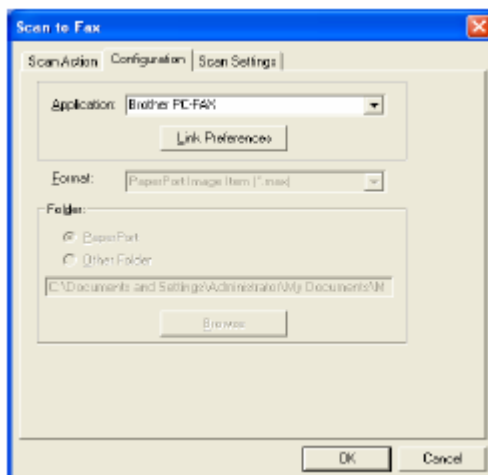 Scan to Fax
Scan Action Configuration Scan Settings
Application: Brother PC-FAX
Link Preferences
Format: PaperPort Image Item (*.max)
Folder:
PaperPort
Other Folder
C:\Documents and Settings\Administrator\My Documents\M
Browse
OK Cancel